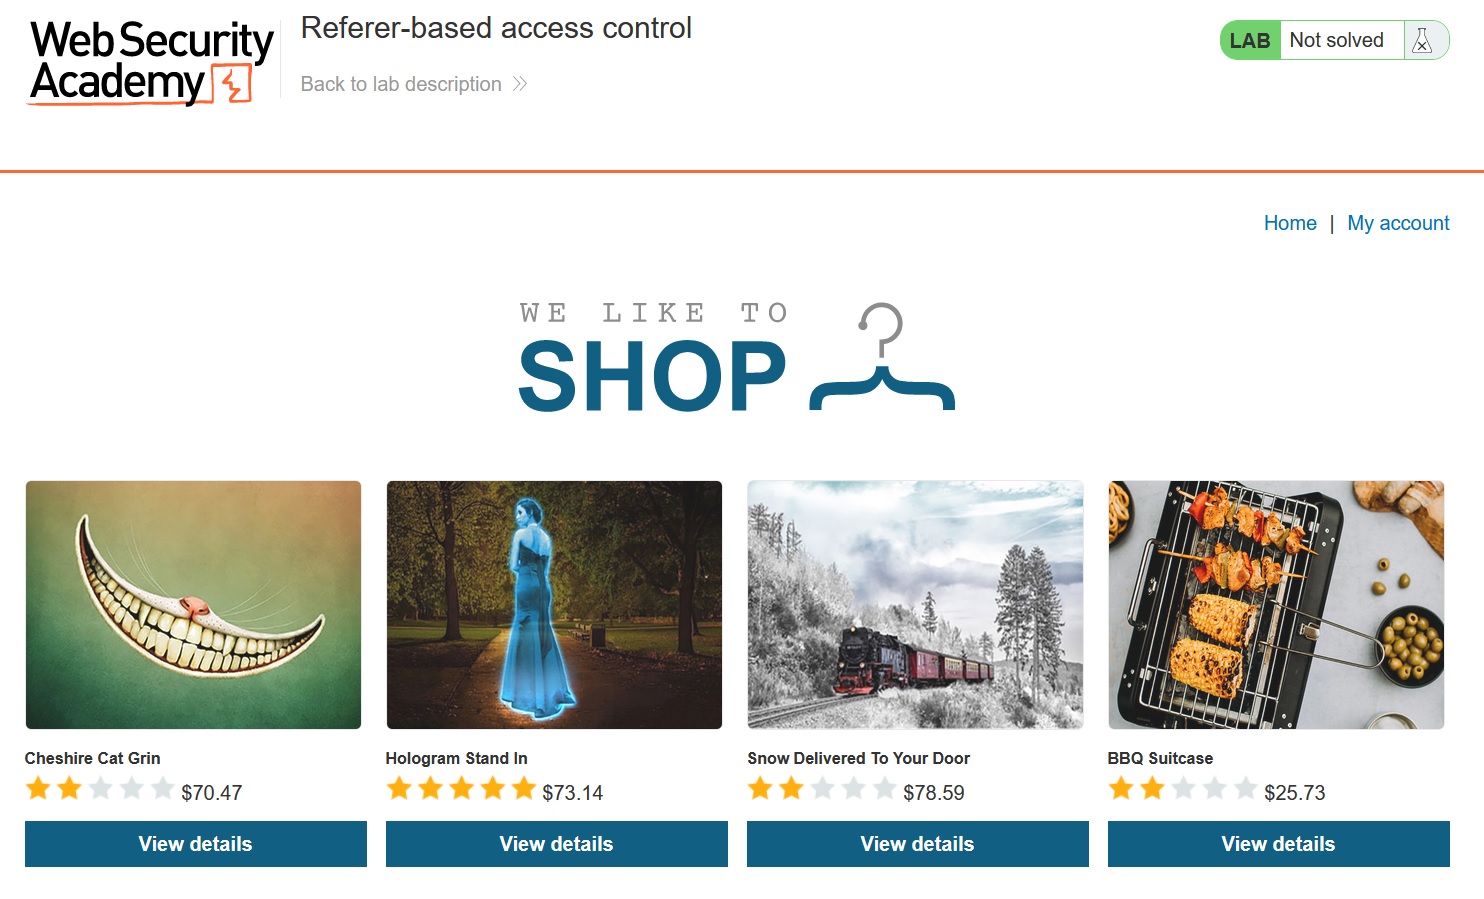 Web Security
Academy
Referer-based access control
Back to lab description
LAB Not solved
Home | My account
WE LIKE TO
SHOP
Cheshire Cat Grin
$70.47
View details
Hologram Stand In
$73.14
View details
Snow Delivered To Your Door
$78.59
View details
BBQ Suitcase
$25.73
View details